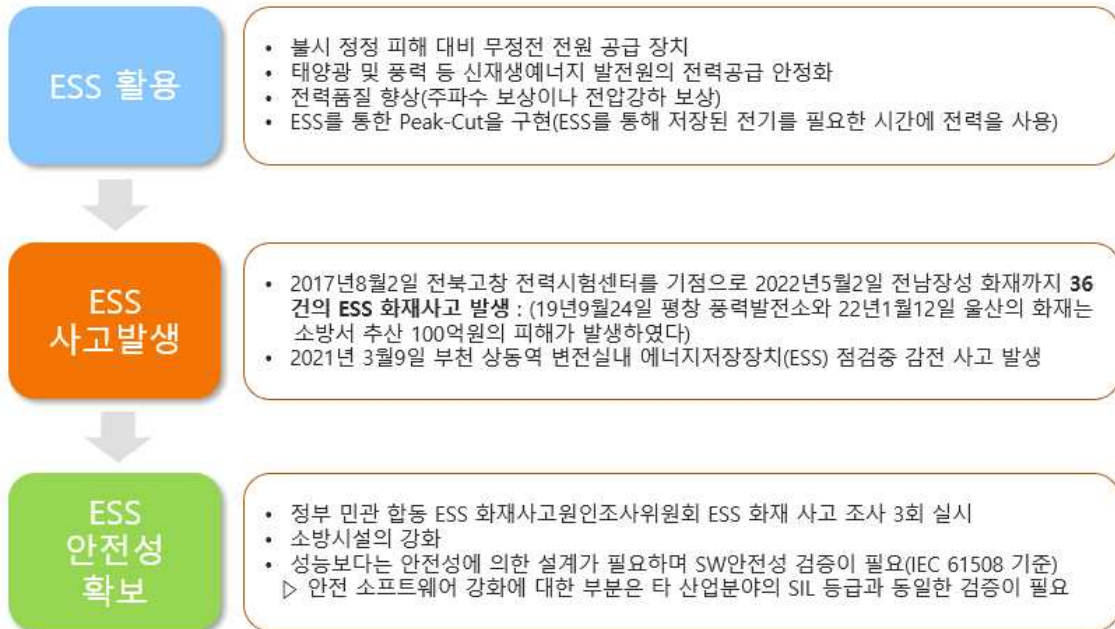 ESS 활용
• 불시 정정 피해 대비 무정전 전원 공급 장치
• 태양광 및 풍력 등 신재생에너지 발전원의 전력공급 안정화
• 전력품질 향상(주파수 보상이나 전압강하 보상)
• ESS를 통한 Peak-Cut을 구현(ESS를 통해 저장된 전기를 필요한 시간에 전력을 사용)
ESS
사고발생
• 2017년8월2일 전북고창 전력시험센터를 기점으로 2022년5월2일 전남장성 화재까지 36
건의 ESS 화재사고 발생 : (19년9월24일 평창 풍력발전소와 22년1월12일 울산의 화재는
소방서 추산 100억원의 피해가 발생하였다)
• 2021년 3월9일 부천 상동역 변전실내 에너지저장장치(ESS) 점검중 감전 사고 발생
ESS
안전성
확보
• 정부 민관 합동 ESS 화재사고원인조사위원회 ESS 화재 사고 조사 3회 실시
• 소방시설의 강화
• 성능보다는 안전성에 의한 설계가 필요하며 SW안전성 검증이 필요(IEC 61508 기준)
▷ 안전 소프트웨어 강화에 대한 부분은 타 산업분야의 SIL 등급과 동일한 검증이 필요